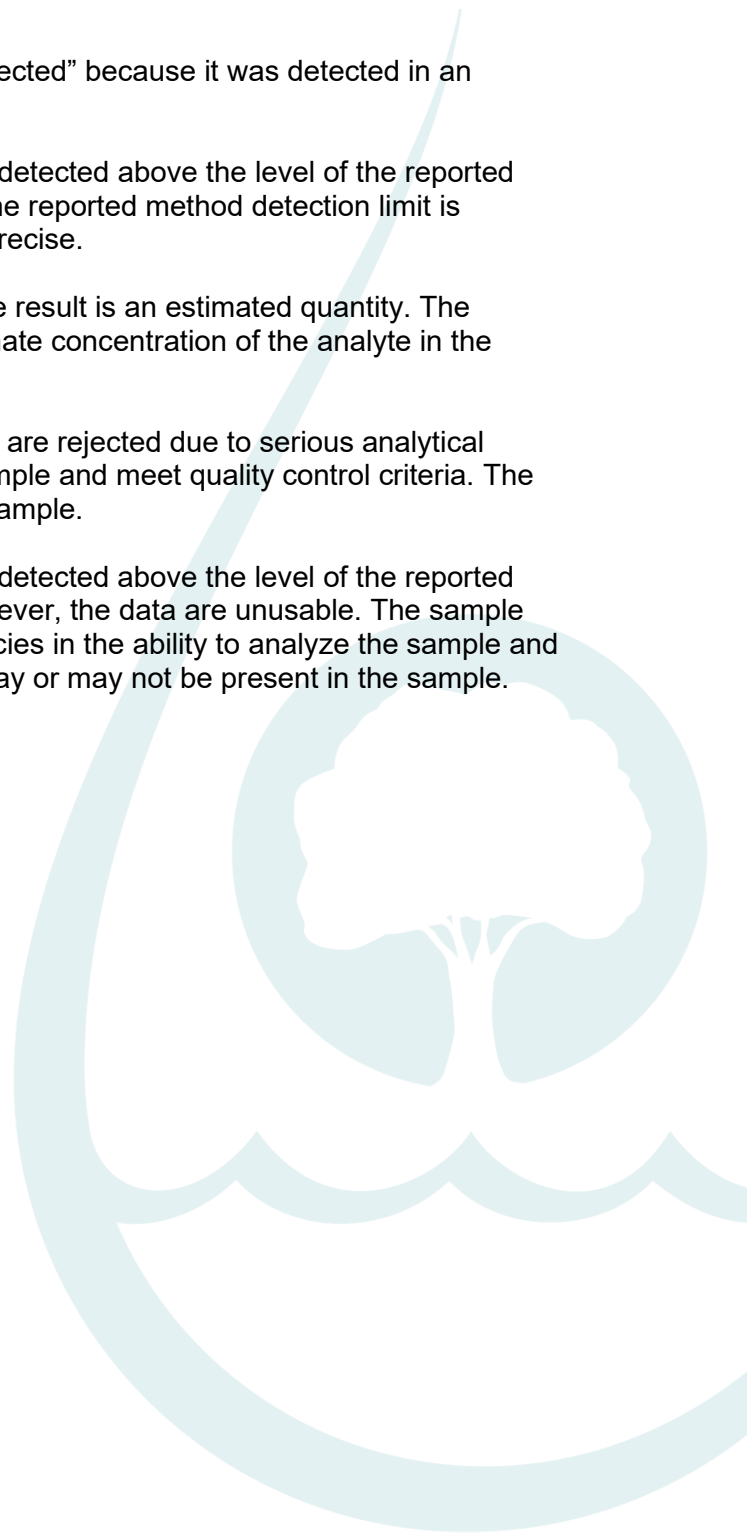 ected” because it was detected in an
detected above the level of the reported
ne reported method detection limit is
recise.
e result is an estimated quantity. The
nate concentration of the analyte in the
are rejected due to serious analytical
mple and meet quality control criteria. The
ample.
detected above the level of the reported
ever, the data are unusable. The sample
cies in the ability to analyze the sample and
ay or may not be present in the sample.